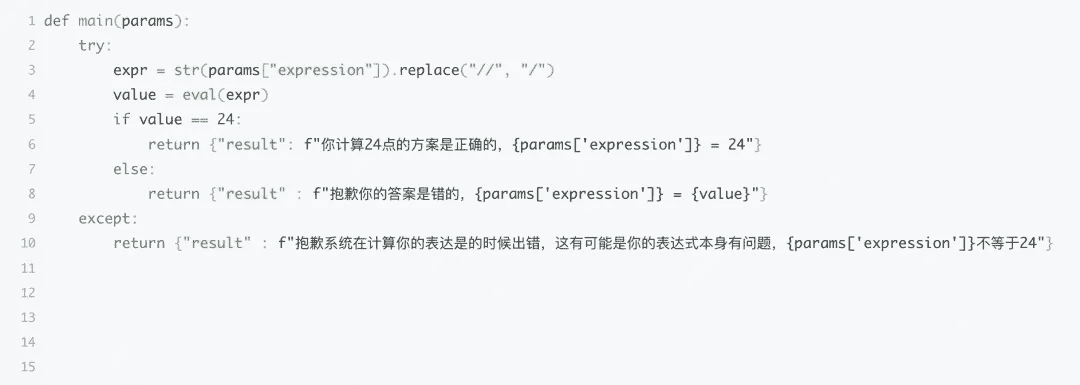 1 def main(params):
2     try:
3         expr = str(params["expression"]).replace("//", "/")
4         value = eval(expr)
5         if value == 24:
6             return {"result": f"你计算24点的方案是正确的，{params['expression']} = 24"}
7         else:
8             return {"result" : f"抱歉你的答案是错的，{params['expression']} = {value}"}
9     except:
10         return {"result" : f"抱歉系统在计算你的表达是的时候出错，这有可能是你的表达式本身有问题，{params['expression']}不等于24"}
11
12
13
14
15